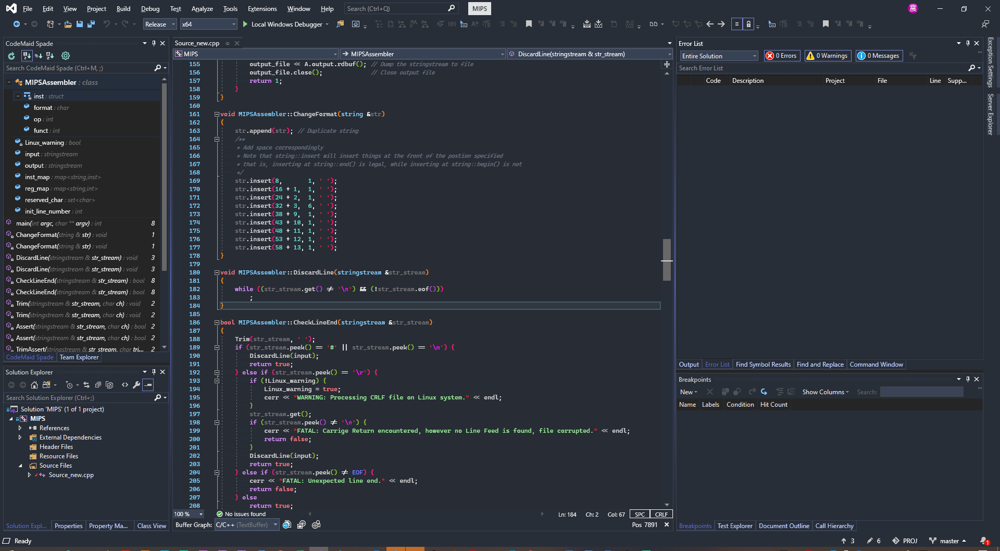 File Edit View Project Build Debug Test Analyze Tools Extensions Window Help Search (Ctrl+Q) MIPS 震
Release x64 Local Windows Debugger
CodeMaid Spade
Search CodeMaid Spade (Ctrl+M, ;)
MIPSAssembler : class
inst : struct
format : char
op : int
funct : int
Linux_warning : bool
input : stringstream
output : stringstream
inst_map : map<string,inst>
reg_map : map<string,int>
reserved_char : set<char>
init_line_number : int
main(int argc, char ** argv) : int 8
ChangeFormat(string & str) : void 1
ChangeFormat(string & str) : void 1
DiscardLine(stringstream & str_stream) : void 3
DiscardLine(stringstream & str_stream) : void 3
CheckLineEnd(stringstream & str_stream) : bool 8
CheckLineEnd(stringstream & str_stream) : bool 8
Trim(stringstream & str_stream, char ch) : void 2
Trim(stringstream & str_stream, char ch) : void 2
Assert(stringstream & str_stream, char ch) : bool 2
Assert(stringstream & str_stream, char ch) : bool 2
TrimAssert(stringstream & str_stream, char tri... 2
CodeMaid Spade Team Explorer
Solution Explorer
Search Solution Explorer (Ctrl+;)
Solution 'MIPS' (1 of 1 project)
MIPS
References
External Dependencies
Header Files
Resource Files
Source Files
Source_new.cpp
Solution Expl... Properties Property Ma... Class View
Source_new.cpp
MIPS MIPSAssembler DiscardLine(stringstream & str_stream)
155 output_file << A.output.rdbuf(); // Dump the stringstream to file
156 output_file.close(); // Close output file
157 return 1;
158 }
159 }
160
161 void MIPSAssembler::ChangeFormat(string &str)
162 {
163 str.append(str); // Duplicate string
164 /**
165 * Add space correspondingly
166 * Note that string::insert will insert things at the front of the postion specified
167 * that is, inserting at string::end() is legal, while inserting at string::begin() is not
168 */
169 str.insert(8, 1, ' ');
170 str.insert(16 + 1, 1, ' ');
171 str.insert(24 + 2, 1, ' ');
172 str.insert(32 + 3, 6, ' ');
173 str.insert(38 + 9, 1, ' ');
174 str.insert(43 + 10, 1, ' ');
175 str.insert(48 + 11, 1, ' ');
176 str.insert(53 + 12, 1, ' ');
177 str.insert(58 + 13, 1, ' ');
178 }
179
180 void MIPSAssembler::DiscardLine(stringstream &str_stream)
181 {
182 while ((str_stream.get() ≠ '\n') && (!str_stream.eof()))
183 ;
184 }
185
186 bool MIPSAssembler::CheckLineEnd(stringstream &str_stream)
187 {
188 Trim(str_stream, ' ');
189 if (str_stream.peek() == '#' || str_stream.peek() == '\n') {
190 DiscardLine(input);
191 return true;
192 } else if (str_stream.peek() == '\r') {
193 if (!Linux_warning) {
194 Linux_warning = true;
195 cerr << "WARNING: Processing CRLF file on Linux system." << endl;
196 }
197 str_stream.get();
198 if (str_stream.peek() ≠ '\n') {
199 cerr << "FATAL: Carrige Return encountered, however no Line Feed is found, file corrupted." << endl;
200 return false;
201 }
202 DiscardLine(input);
203 return true;
204 } else if (str_stream.peek() ≠ EOF) {
205 cerr << "FATAL: Unexpected line end." << endl;
206 return false;
207 } else
208 return true;
100 % No issues found Ln: 184 Ch: 2 Col: 67 SPC CRLF
Buffer Graph: C/C++ (TextBuffer) Pos 7891
Error List
Entire Solution 0 Errors 0 Warnings 0 Messages
Search Error List
Code Description Project File Line Supp...
Output Error List Find Symbol Results Find and Replace Command Window
Breakpoints
New Show Columns Search:
Name Labels Condition Hit Count
Breakpoints Test Explorer Document Outline Call Hierarchy
Exception Settings
Server Explorer
Ready 3 6 PROJ master 1